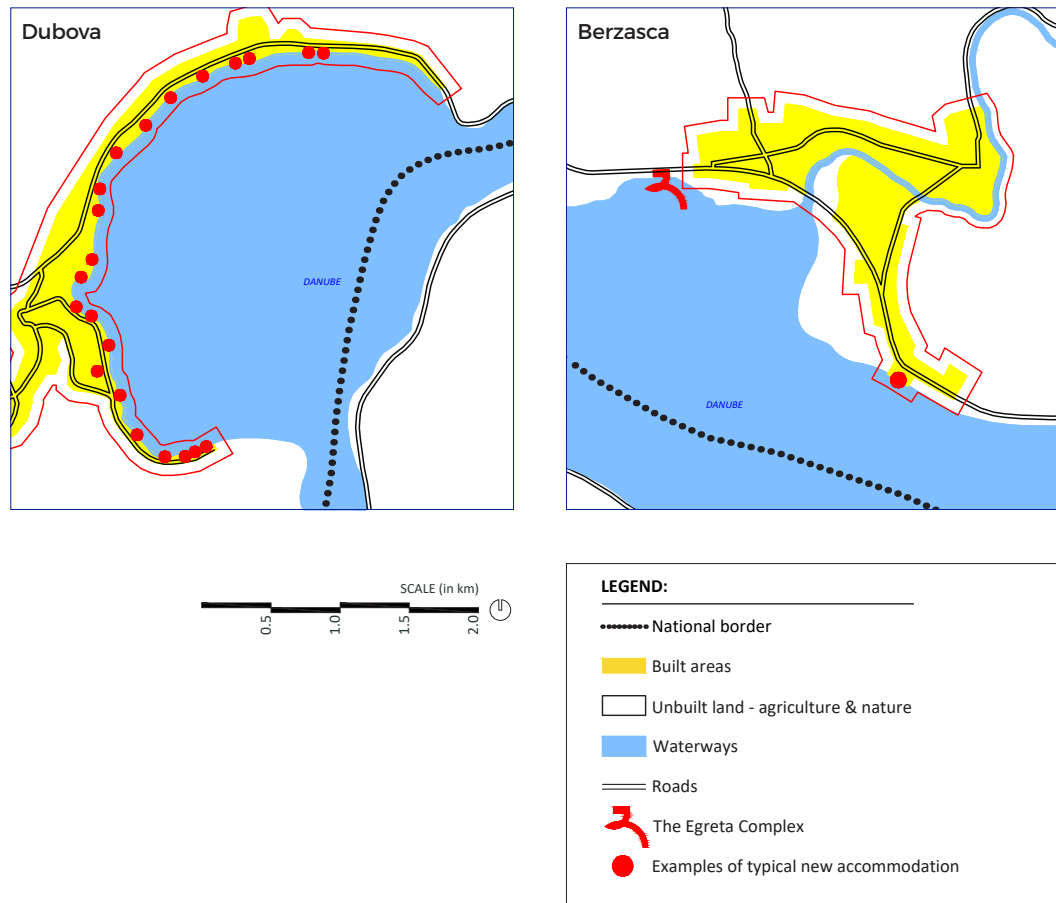 Dubova
DANUBE
Berzasca
DANUBE
SCALE (in km)
0.5
1.0
1.5
2.0
LEGEND:
National border
Built areas
Unbuilt land - agriculture & nature
Waterways
Roads
The Egreta Complex
Examples of typical new accommodation